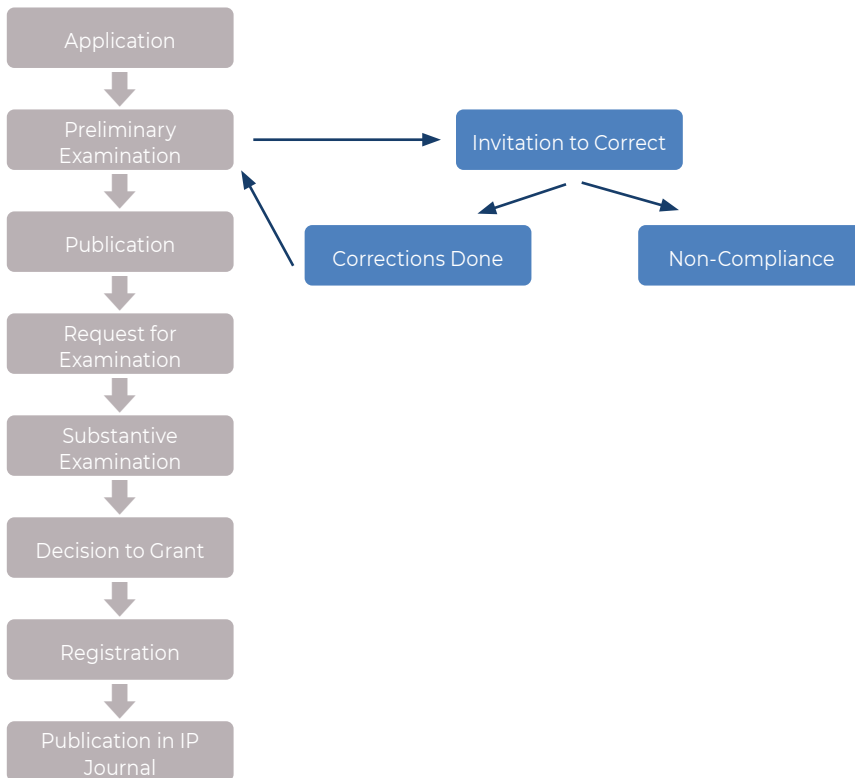 Application
Preliminary
Examination
Invitation to Correct
Publication
Corrections Done
Non-Compliance
Request for
Examination
Substantive
Examination
Decision to Grant
Registration
Publication in IP
Journal